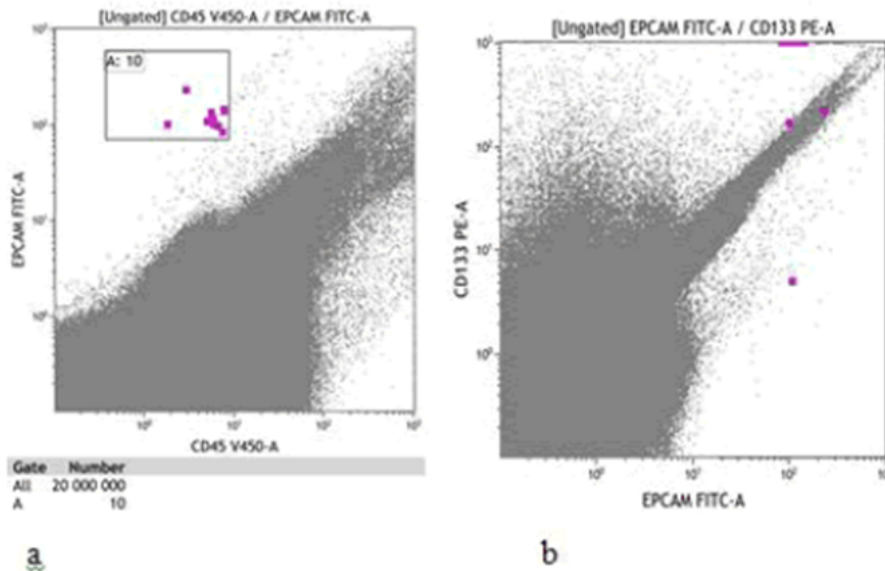 [Ungated] CD45 V450-A / EPCAM FITC-A
A: 10
EPCAM FITC-A
CD45 V450-A
Gate Number
All 20 000 000
A 10
a
[Ungated] EPCAM FITC-A / CD133 PE-A
CD133 PE-A
EPCAM FITC-A
b